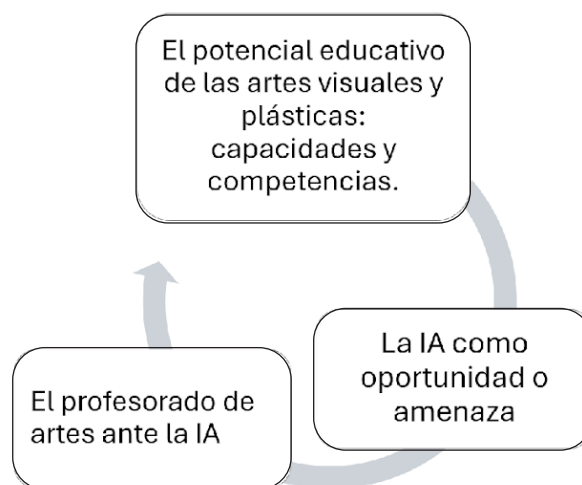 El potencial educativo
de las artes visuales y
plásticas:
capacidades y
competencias.
La IA como
oportunidad o
amenaza
El profesorado de
artes ante la IA